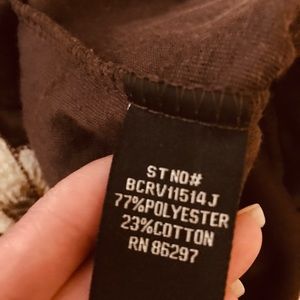 ST NO#
BCRV11514J
77%POLYESTER
23%COTTON
RN 86297